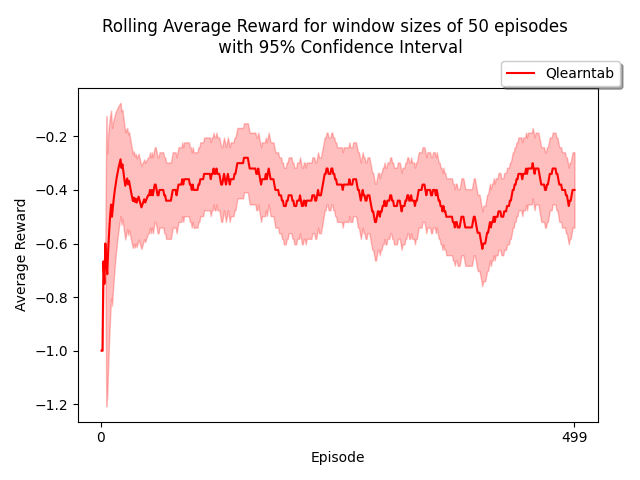 Rolling Average Reward for window sizes of 50 episodes
with 95% Confidence Interval
Qlearntab
−0.2
−0.4
−0.6
−0.8
−1.0
−1.2
Average Reward
0
499
Episode